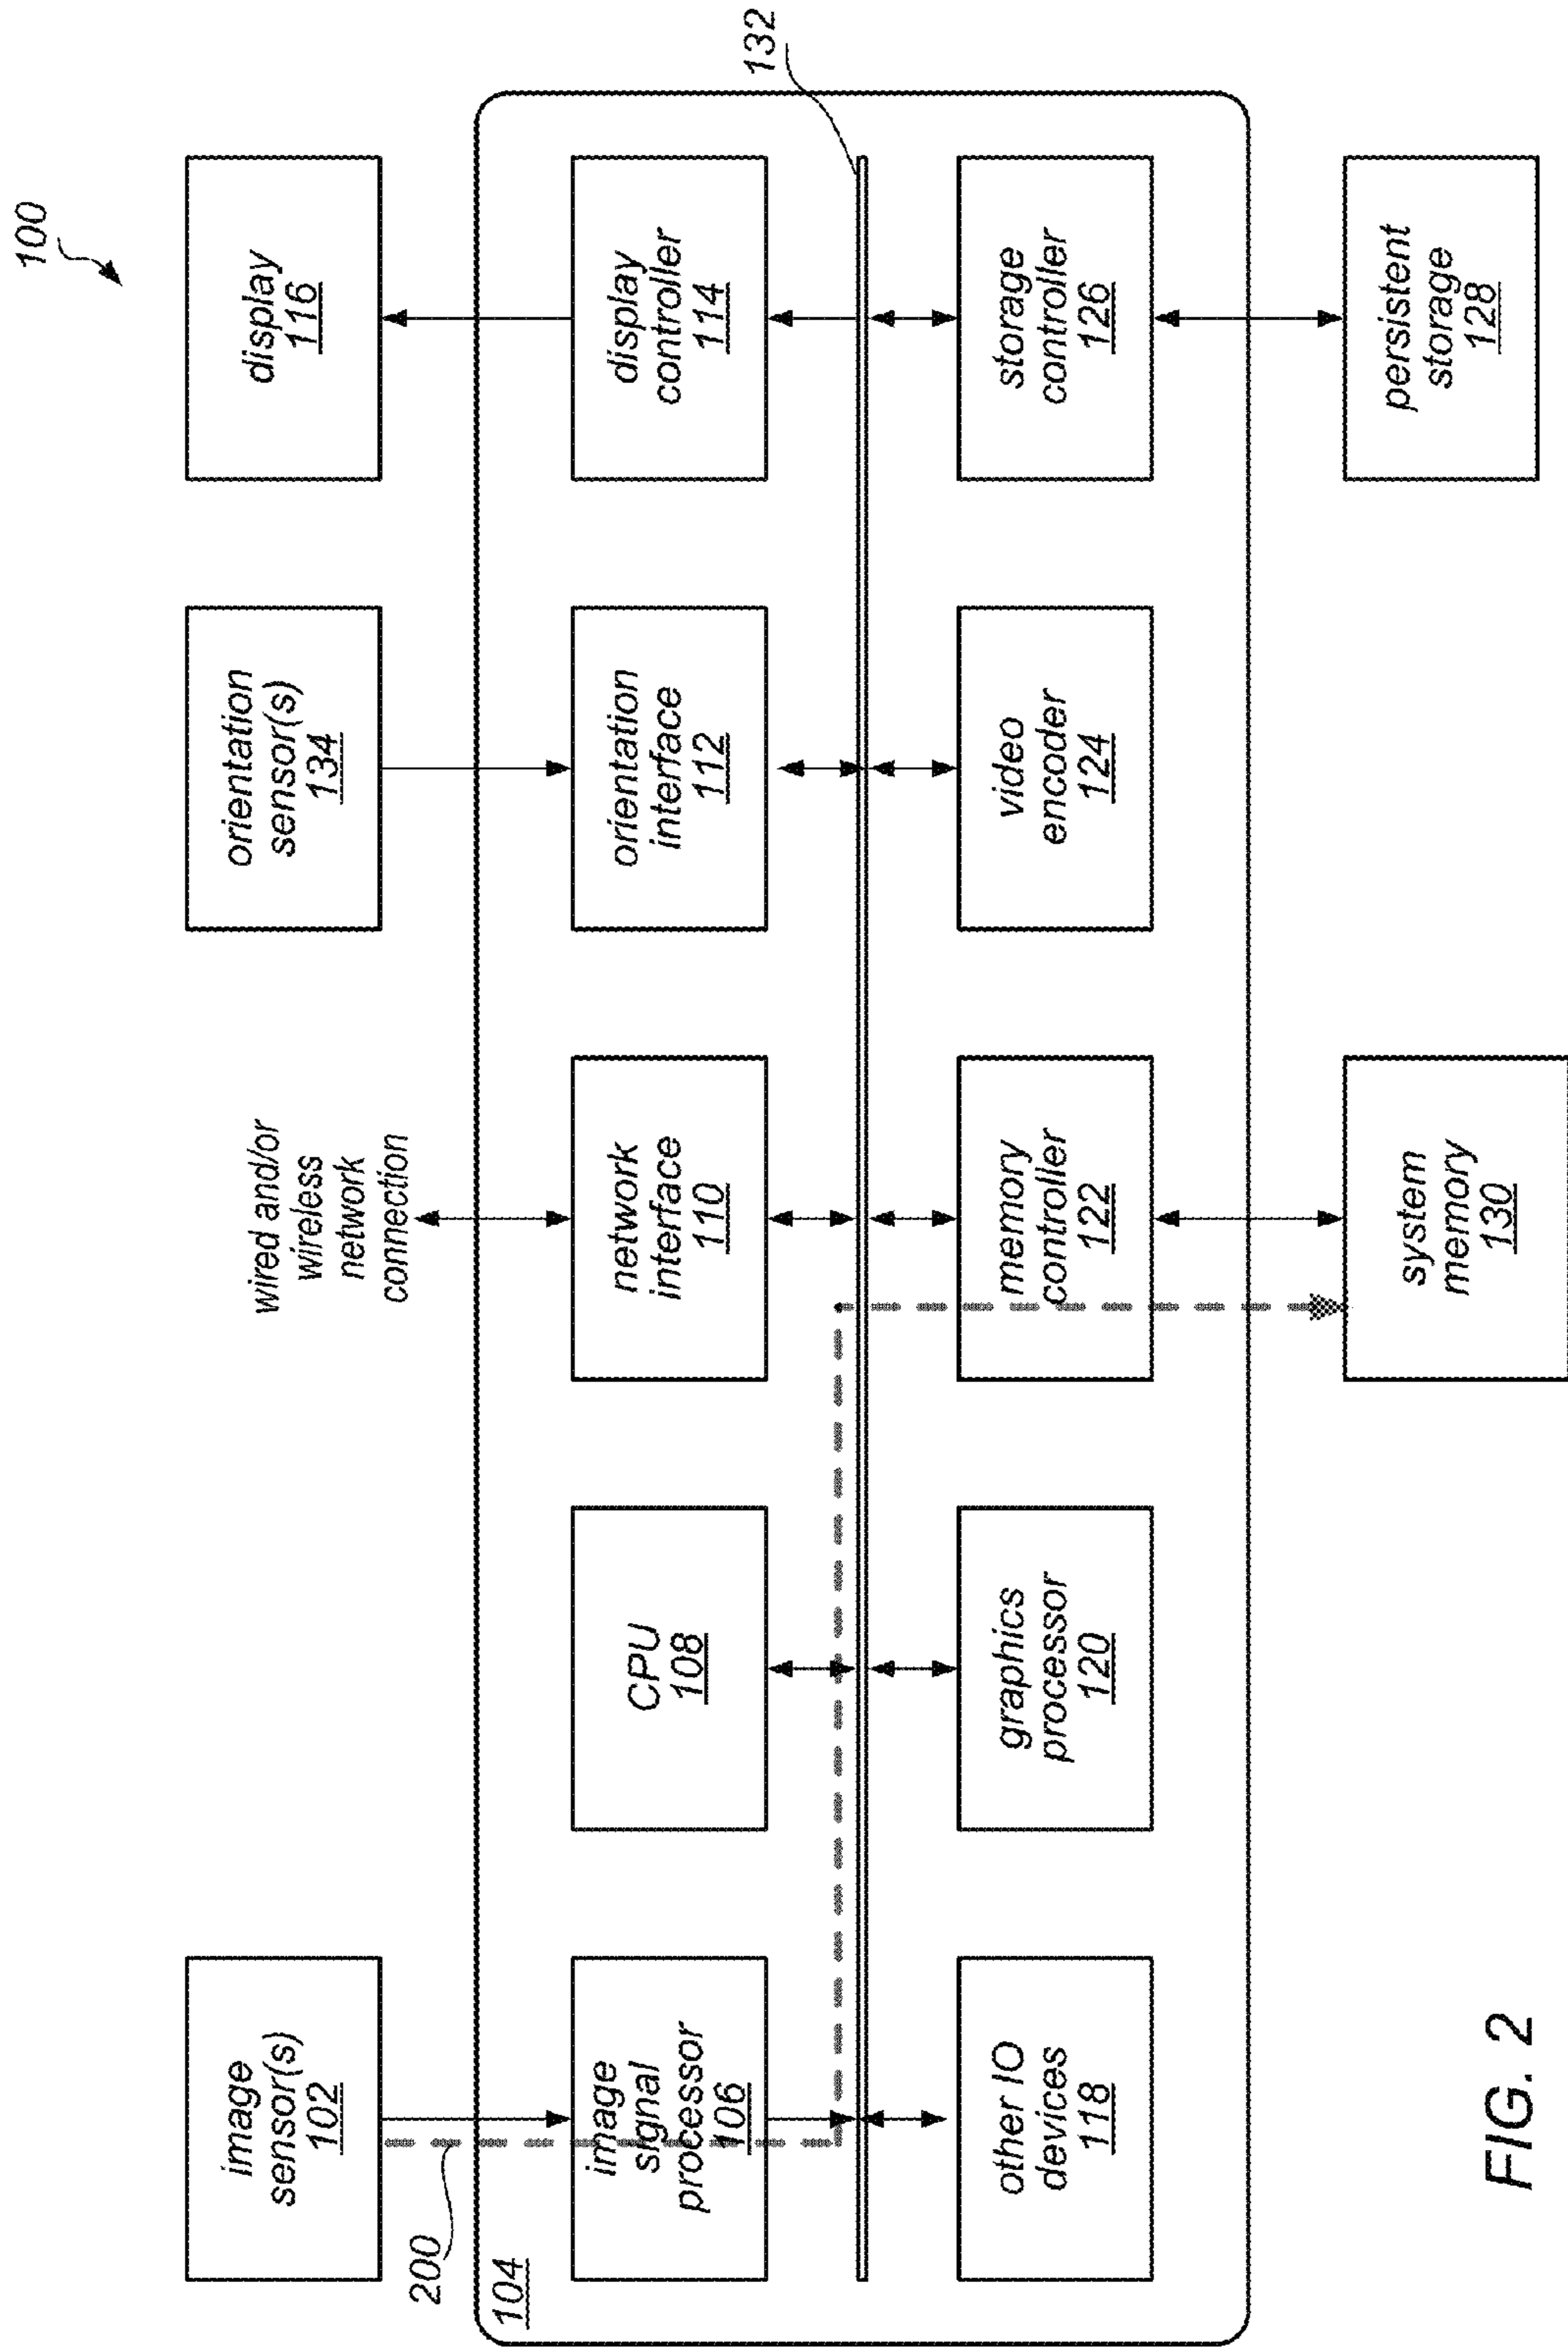 100
image
sensor(s)
102
wired and/or
wireless
network
connection
orientation
sensor(s)
134
display
116
200
104
image
signal
processor
106
CPU
108
network
interface
110
orientation
interface
112
display
controller
114
132
other IO
devices
118
graphics
processor
120
memory
controller
122
video
encoder
124
storage
controller
126
system
memory
130
persistent
storage
128
FIG. 2